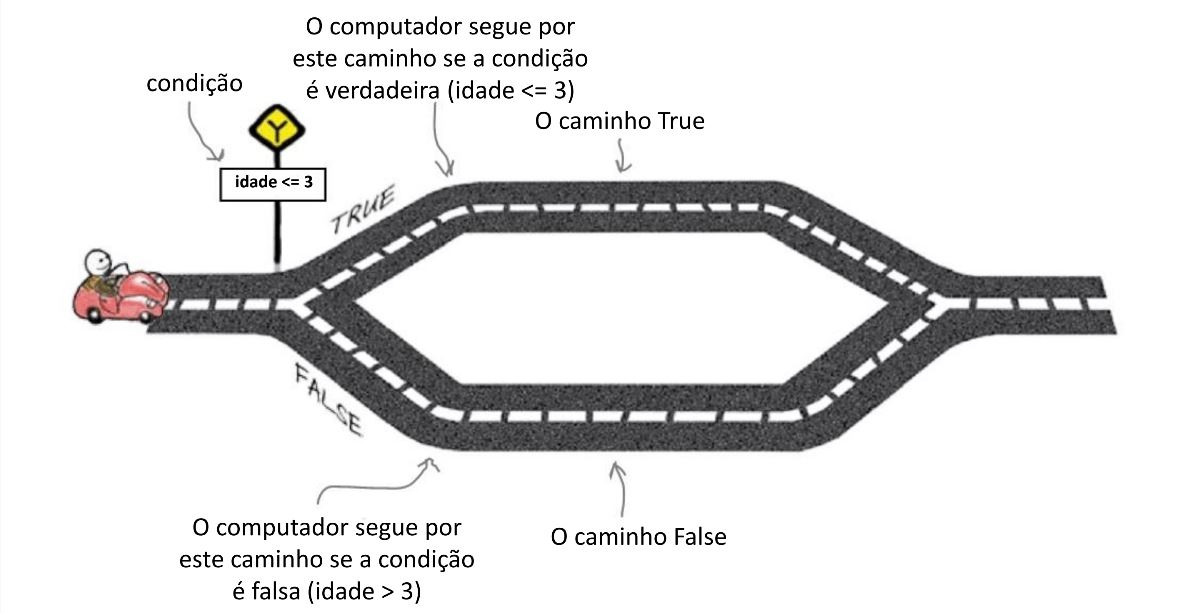 O computador segue por
este caminho se a condição
é verdadeira (idade <= 3)
condição
O caminho True
idade <= 3
TRUE
FALSE
O computador segue por
este caminho se a condição
é falsa (idade > 3)
O caminho False